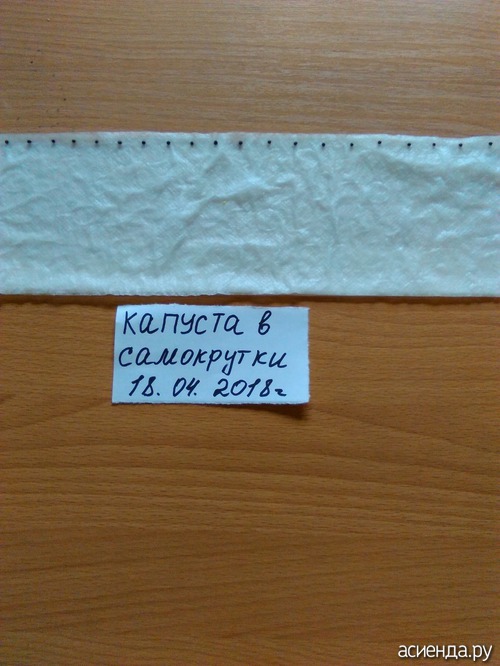 капуста в
самокрутки
18. 04. 2018г
асиенда.ру